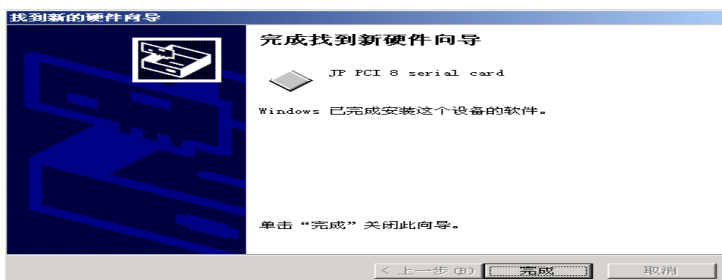 找到新的硬件向导
完成找到新硬件向导
JP PCI 8 serial card
Windows 已完成安装这个设备的软件。
单击“完成”关闭此向导。
< 上一步(B)
完成
取消